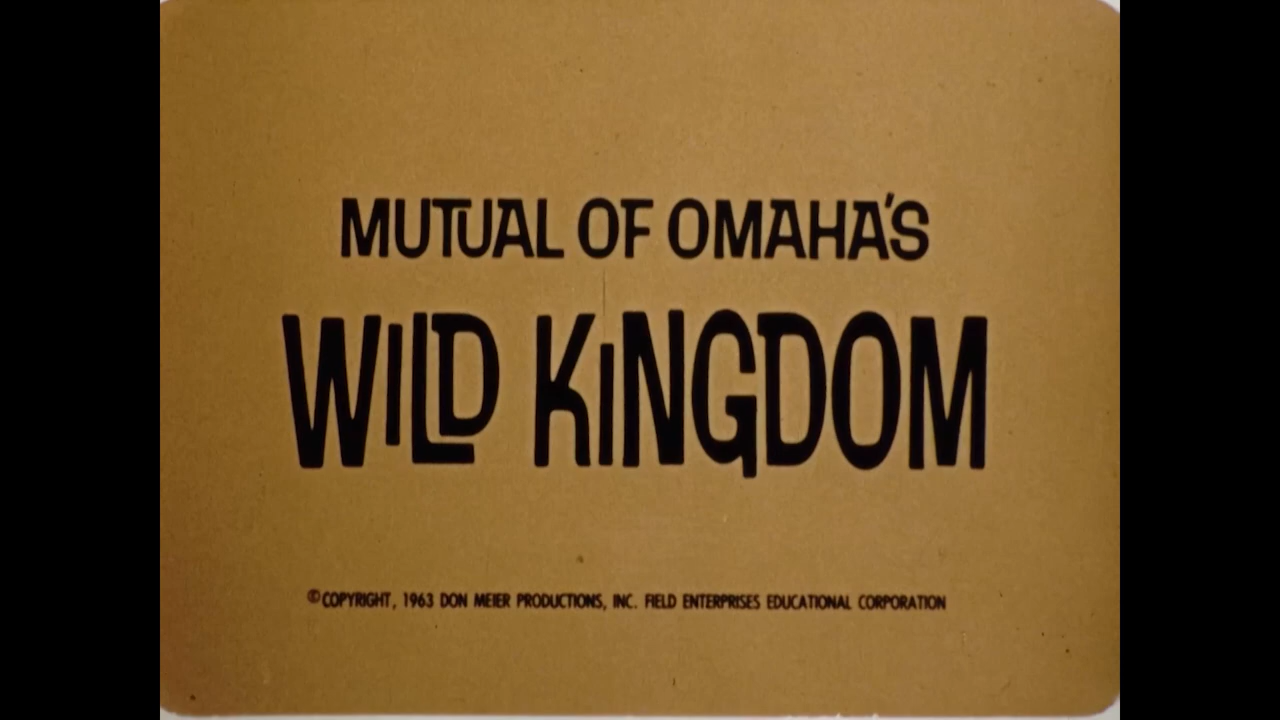 MUTUAL OF OMAHA'S
WILD KINGDOM
©COPYRIGHT, 1963 DON MEIER PRODUCTIONS, INC. FIELD ENTERPRISES EDUCATIONAL CORPORATION